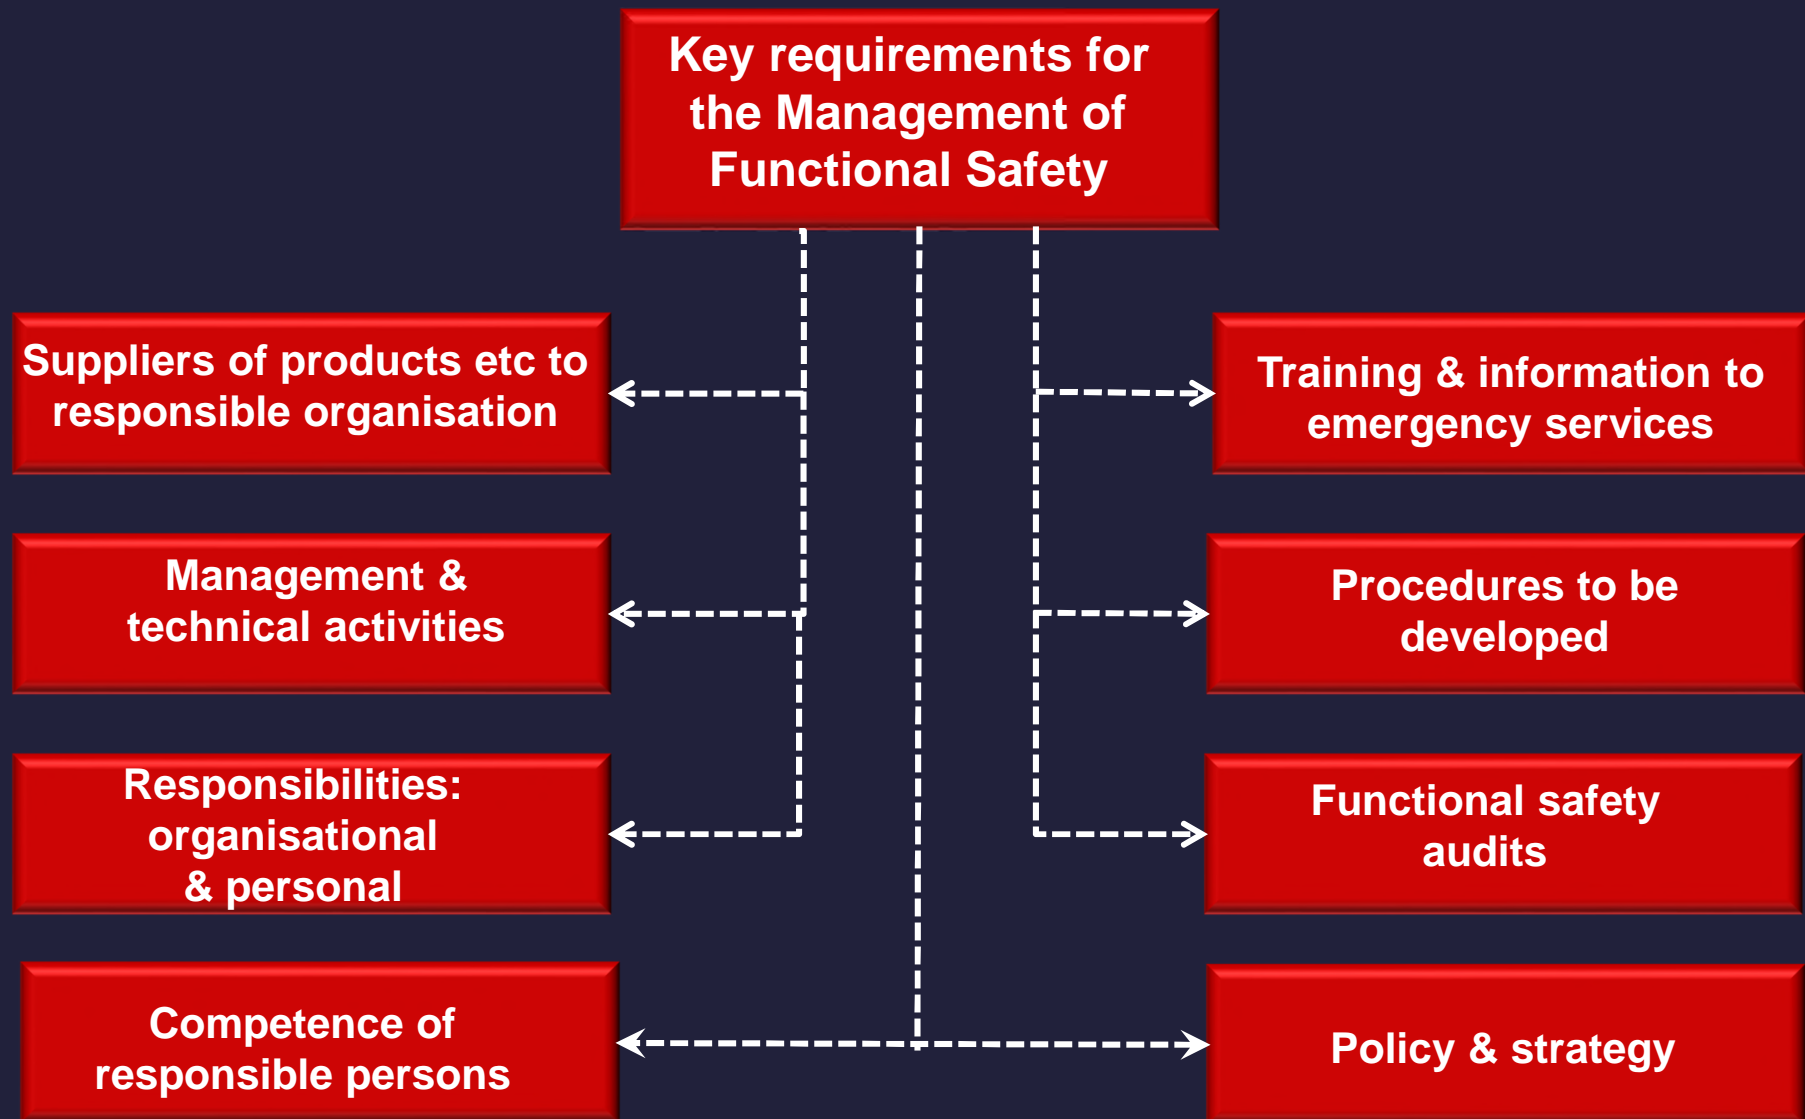 Key requirements for
the Management of
Functional Safety
Suppliers of products etc to
responsible organisation
Training & information to
emergency services
Management &
technical activities
Procedures to be
developed
Responsibilities:
organisational
& personal
Functional safety
audits
Competence of
responsible persons
Policy & strategy